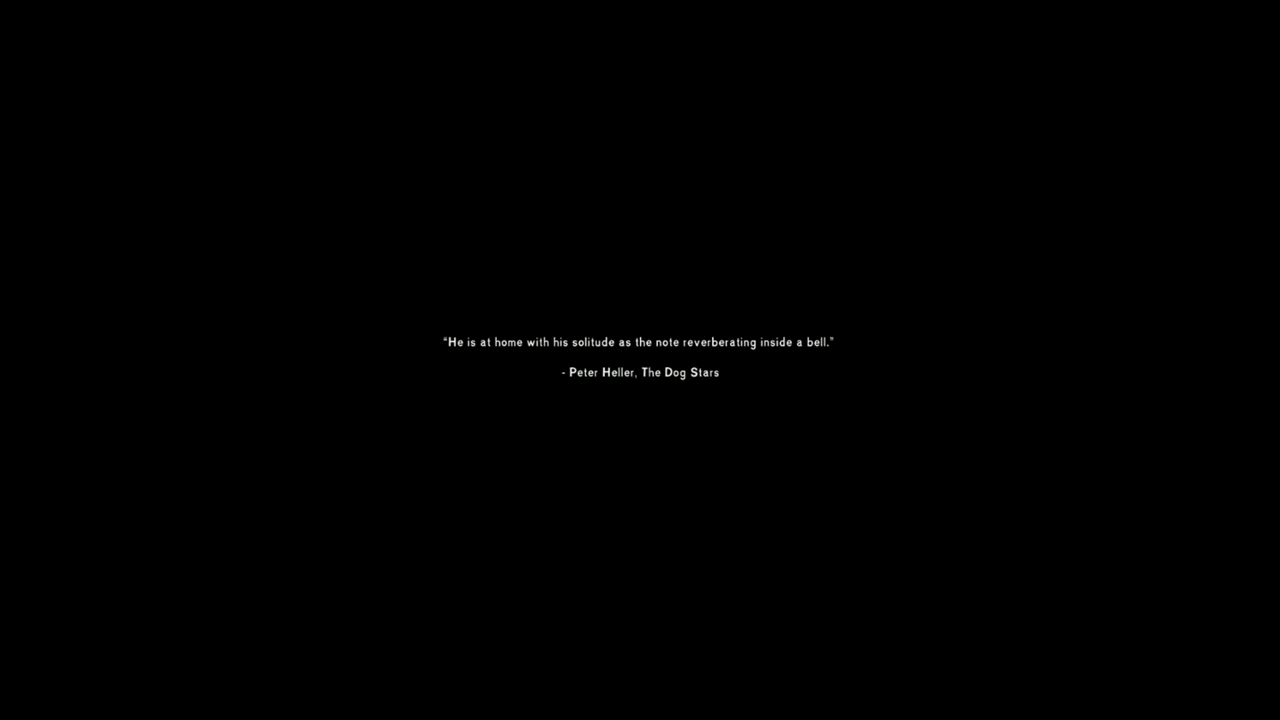 “He is at home with his solitude as the note reverberating inside a bell.”
- Peter Heller, The Dog Stars